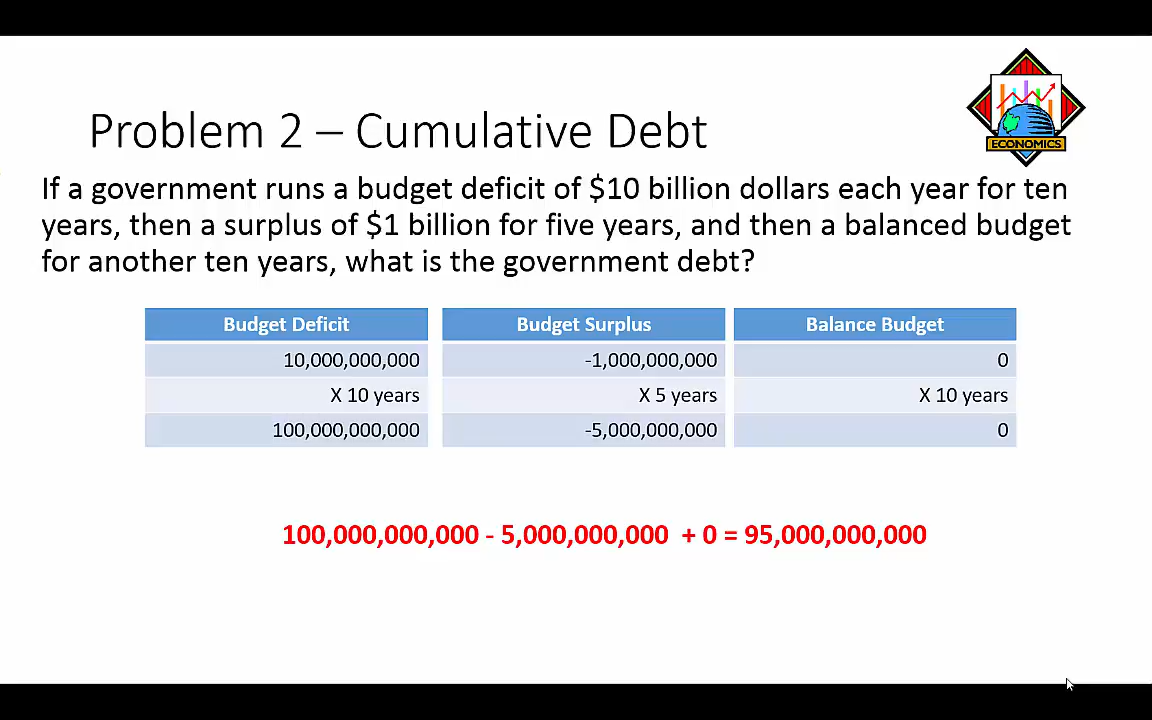 ECONOMICS
Problem 2 – Cumulative Debt
If a government runs a budget deficit of $10 billion dollars each year for ten
years, then a surplus of $1 billion for five years, and then a balanced budget
for another ten years, what is the government debt?
Budget Deficit Budget Surplus Balance Budget
10,000,000,000 -1,000,000,000 0
X 10 years X 5 years X 10 years
100,000,000,000 -5,000,000,000 0
100,000,000,000 - 5,000,000,000 + 0 = 95,000,000,000